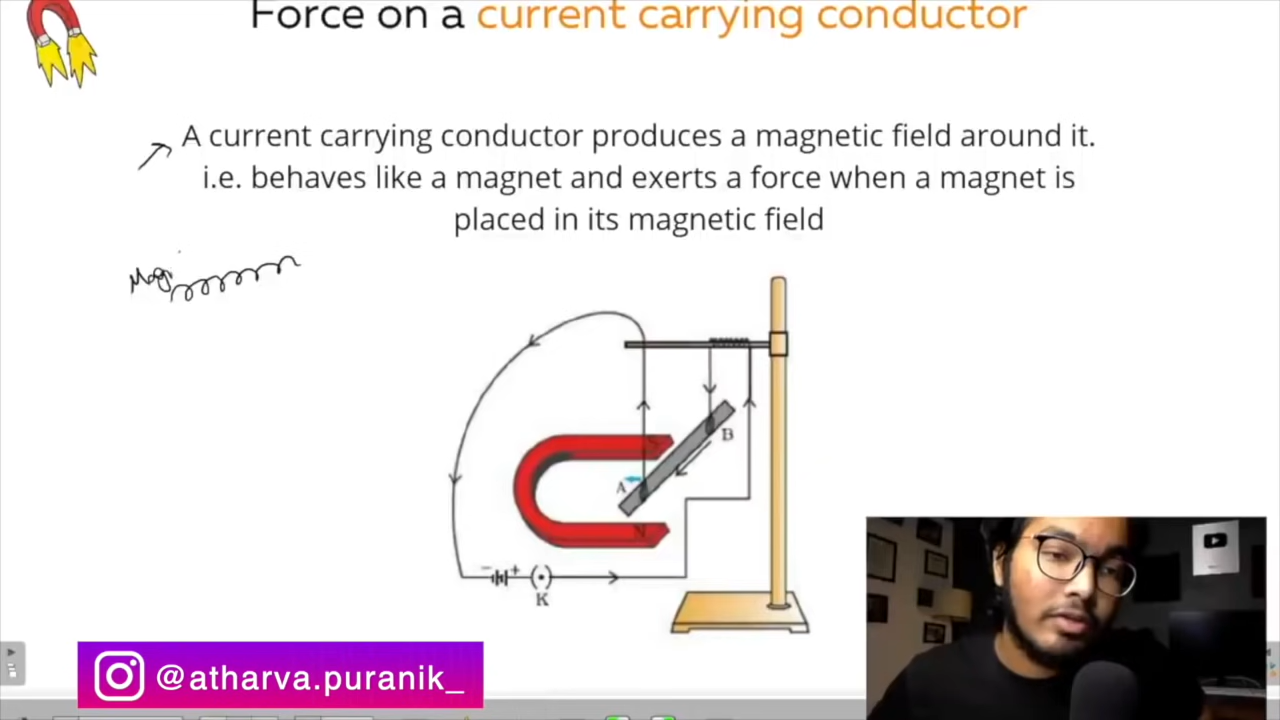 Force on a current carrying conductor
A current carrying conductor produces a magnetic field around it.
i.e. behaves like a magnet and exerts a force when a magnet is
placed in its magnetic field
Mag
S
B
A
N
- +
K
@atharva.puranik_